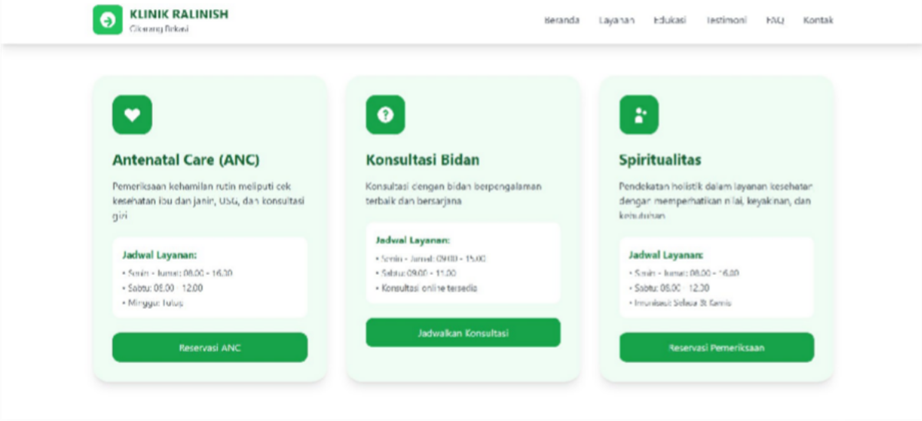 KLINIK RALINISH
Cikarang Bekasi
Beranda Layanan Edukasi Testimoni FAQ Kontak
Antenatal Care (ANC)
Pemeriksaan kehamilan rutin meliputi cek
kesehatan ibu dan janin, USG, dan konsultasi
gizi
Jadwal Layanan:
• Senin - Jumat: 08.00 - 16.00
• Sabtu: 08.00 - 12.00
• Minggu: Tutup
Reservasi ANC
Konsultasi Bidan
Konsultasi dengan bidan berpengalaman
terbaik dan bersarjana
Jadwal Layanan:
• Senin - Jumat: 09.00 - 15.00
• Sabtu: 09.00 - 11.00
• Konsultasi online tersedia
Jadwalkan Konsultasi
Spiritualitas
Pendekatan holistik dalam layanan kesehatan
dengan memperhatikan nilai, keyakinan, dan
kebutuhan
Jadwal Layanan:
• Senin - Jumat: 08.00 - 16.00
• Sabtu: 08.00 - 12.00
• Imunisasi: Selasa & Kamis
Reservasi Pemeriksaan